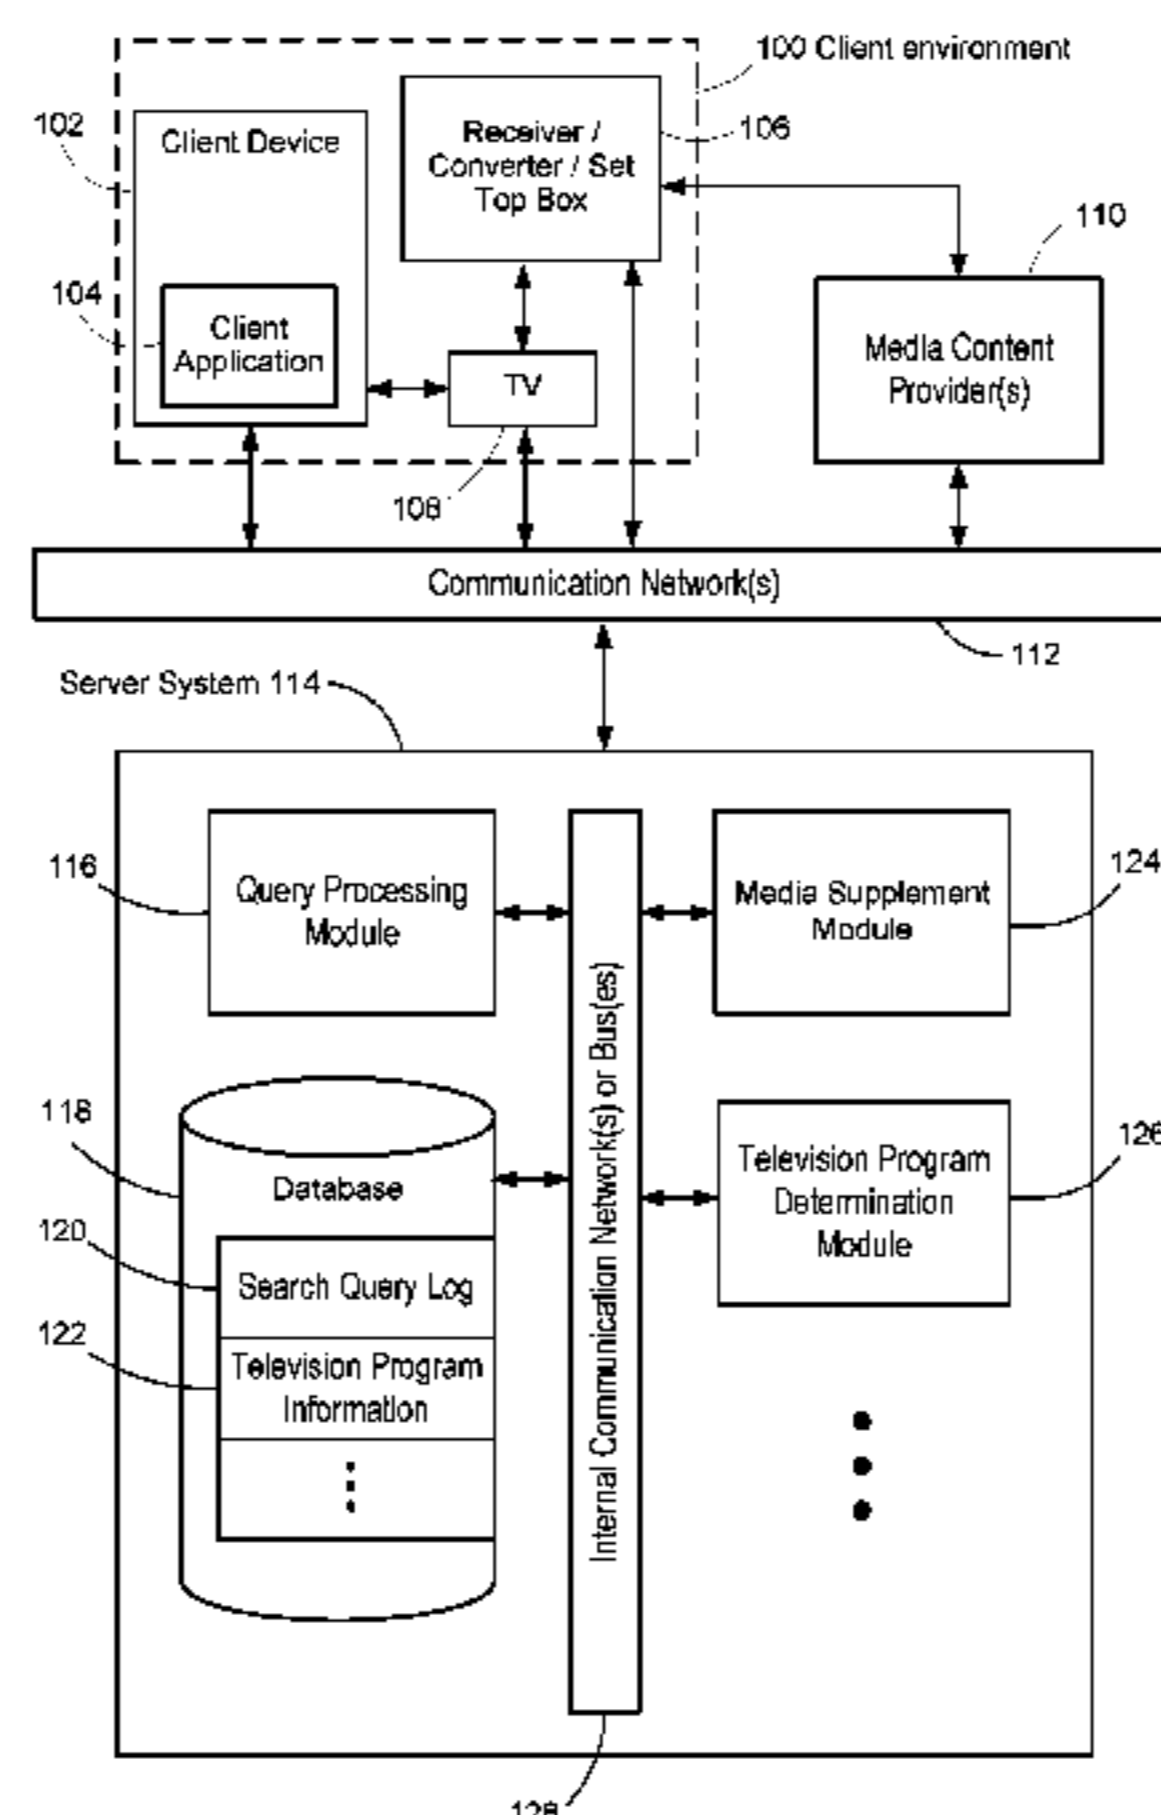 100 Client environment
102
Client Device
Receiver /
Converter / Set
Top Box
106
110
104
Client
Application
TV
Media Content
Provider(s)
108
Communication Network(s)
112
Server System 114
116
Query Processing
Module
Media Supplement
Module
124
Internal Communication Network(s) or Bus(es)
118
Database
Television Program
Determination
Module
126
120
Search Query Log
122
Television Program
Information
128